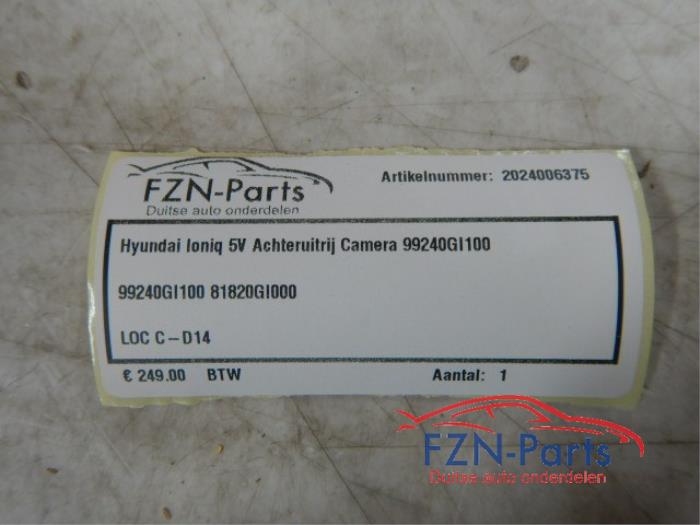 FZN-Parts
Duitse auto onderdelen
Artikelnummer: 2024006375
Hyundai Ioniq 5V Achteruitrij Camera 99240GI100
99240GI100 81820GI000
LOC C-D14
€ 249.00 BTW Aantal: 1
FZN-Parts
Duitse auto onderdelen